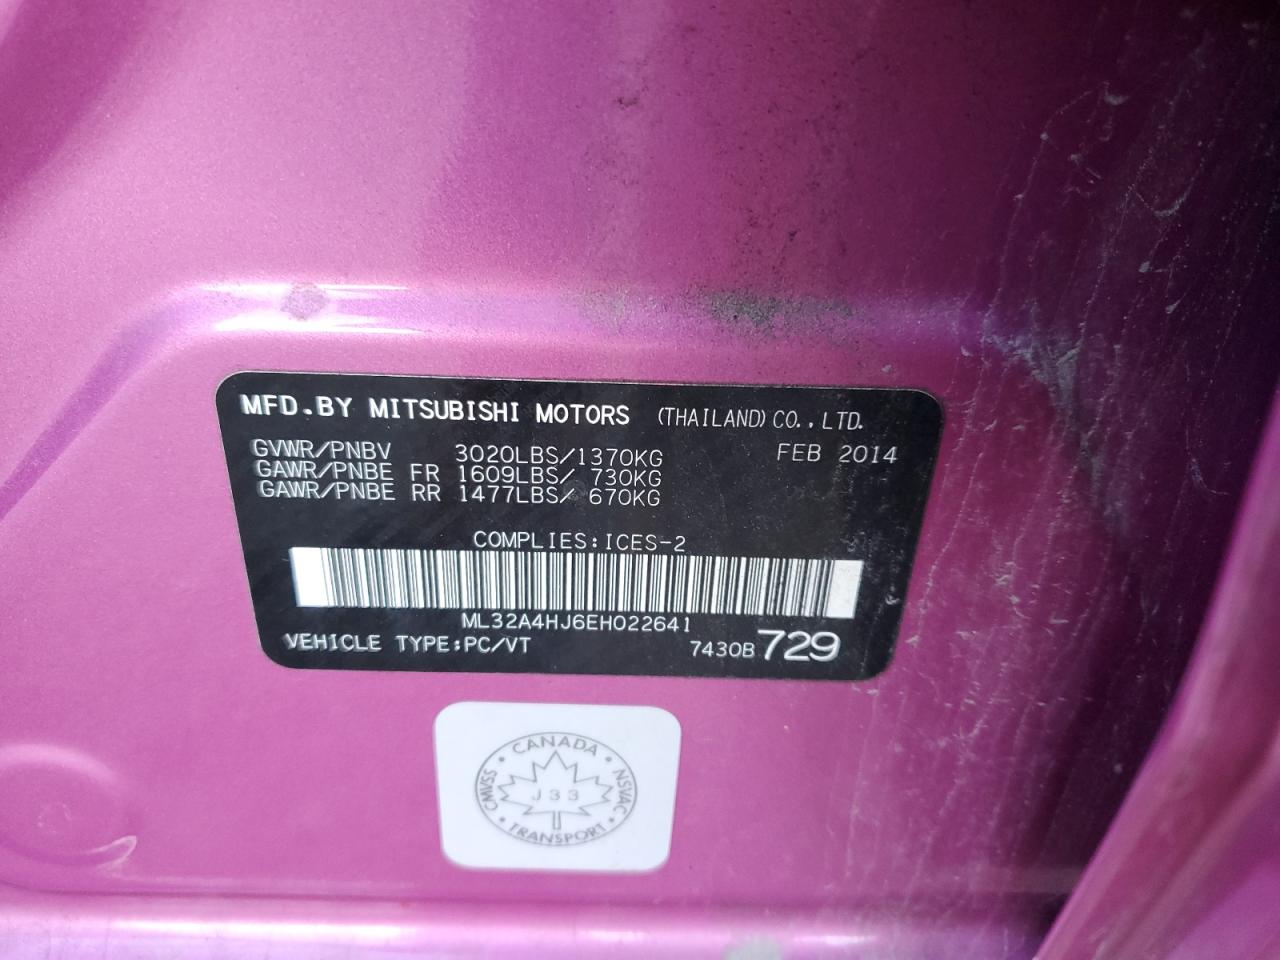 MFD.BY MITSUBISHI MOTORS (THAILAND)CO.,LTD.
GVWR/PNBV 3020LBS/1370KG FEB 2014
GAWR/PNBE FR 1609LBS/ 730KG
GAWR/PNBE RR 1477LBS/ 670KG
COMPLIES:ICES-2
ML32A4HJ6EH022641
VEHICLE TYPE:PC/VT 7430B 729
CANADA
CMVSS J33 NSVAC
TRANSPORT